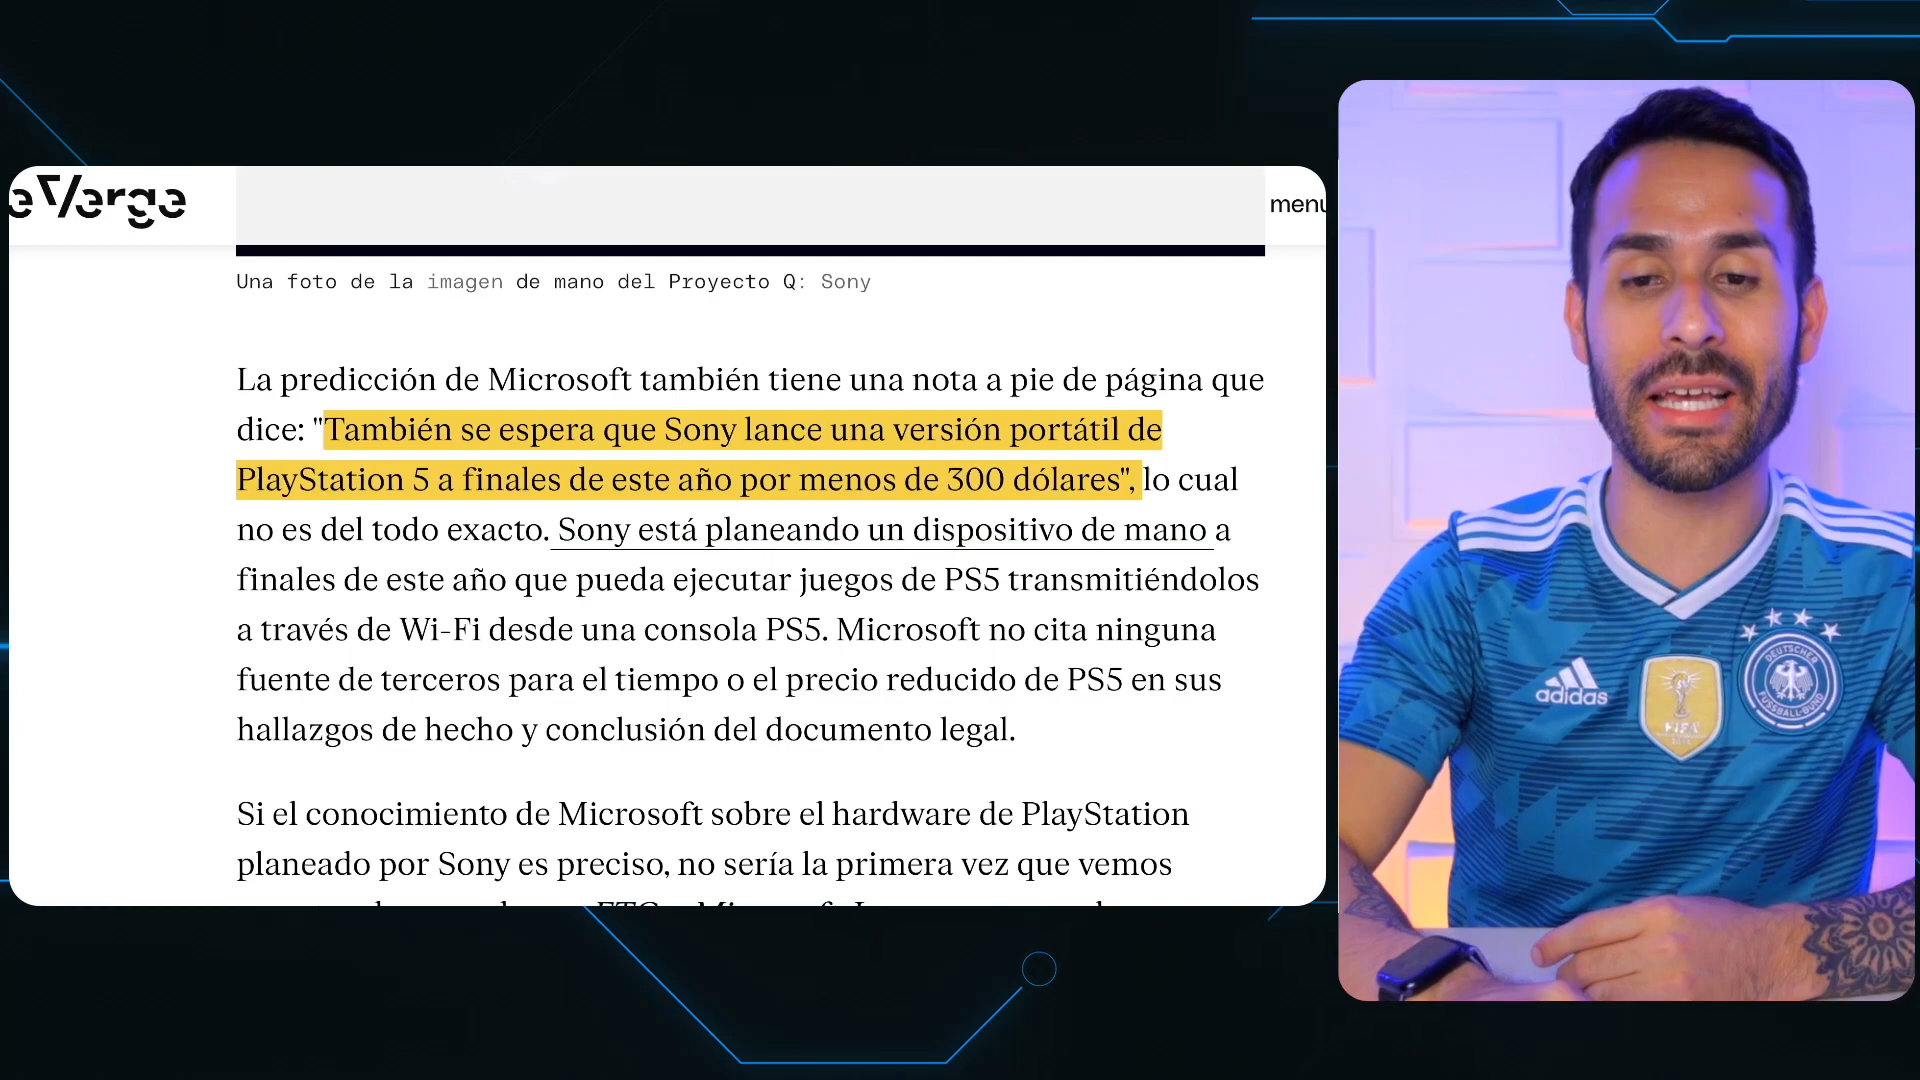 eVerge
menu
Una foto de la imagen de mano del Proyecto Q: Sony
La predicción de Microsoft también tiene una nota a pie de página que
dice: "También se espera que Sony lance una versión portátil de
PlayStation 5 a finales de este año por menos de 300 dólares", lo cual
no es del todo exacto. Sony está planeando un dispositivo de mano a
finales de este año que pueda ejecutar juegos de PS5 transmitiéndolos
a través de Wi-Fi desde una consola PS5. Microsoft no cita ninguna
fuente de terceros para el tiempo o el precio reducido de PS5 en sus
hallazgos de hecho y conclusión del documento legal.
Si el conocimiento de Microsoft sobre el hardware de PlayStation
planeado por Sony es preciso, no sería la primera vez que vemos
adidas
FIFA
DEUTSCHER
FUSSBALL-BUND